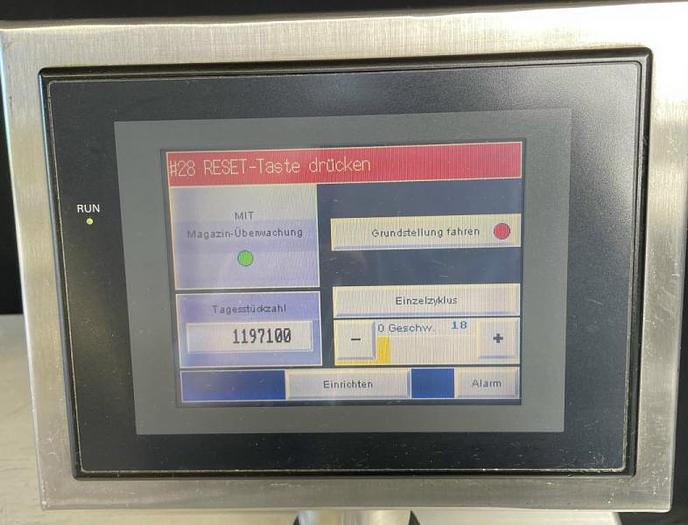 #28 RESET-Taste drücken
RUN
MIT
Magazin-Überwachung
Grundstellung fahren
Tagesstückzahl
1197100
Einzelzyklus
0 Geschw. 18
- +
Einrichten
Alarm